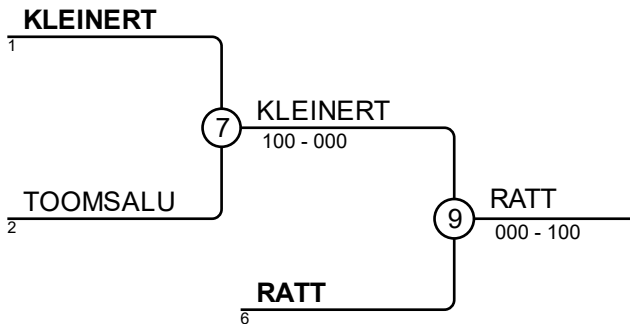 KLEINERT
1
7
KLEINERT
100 - 000
TOOMSALU
2
9
RATT
000 - 100
RATT
6